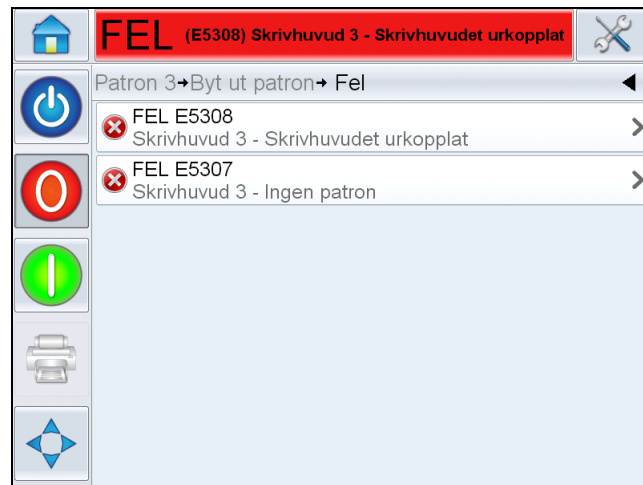 FEL (E5308) Skrivhuvud 3 - Skrivhuvudet urkopplat
Patron 3→Byt ut patron→ Fel
FEL E5308
Skrivhuvud 3 - Skrivhuvudet urkopplat
FEL E5307
Skrivhuvud 3 - Ingen patron